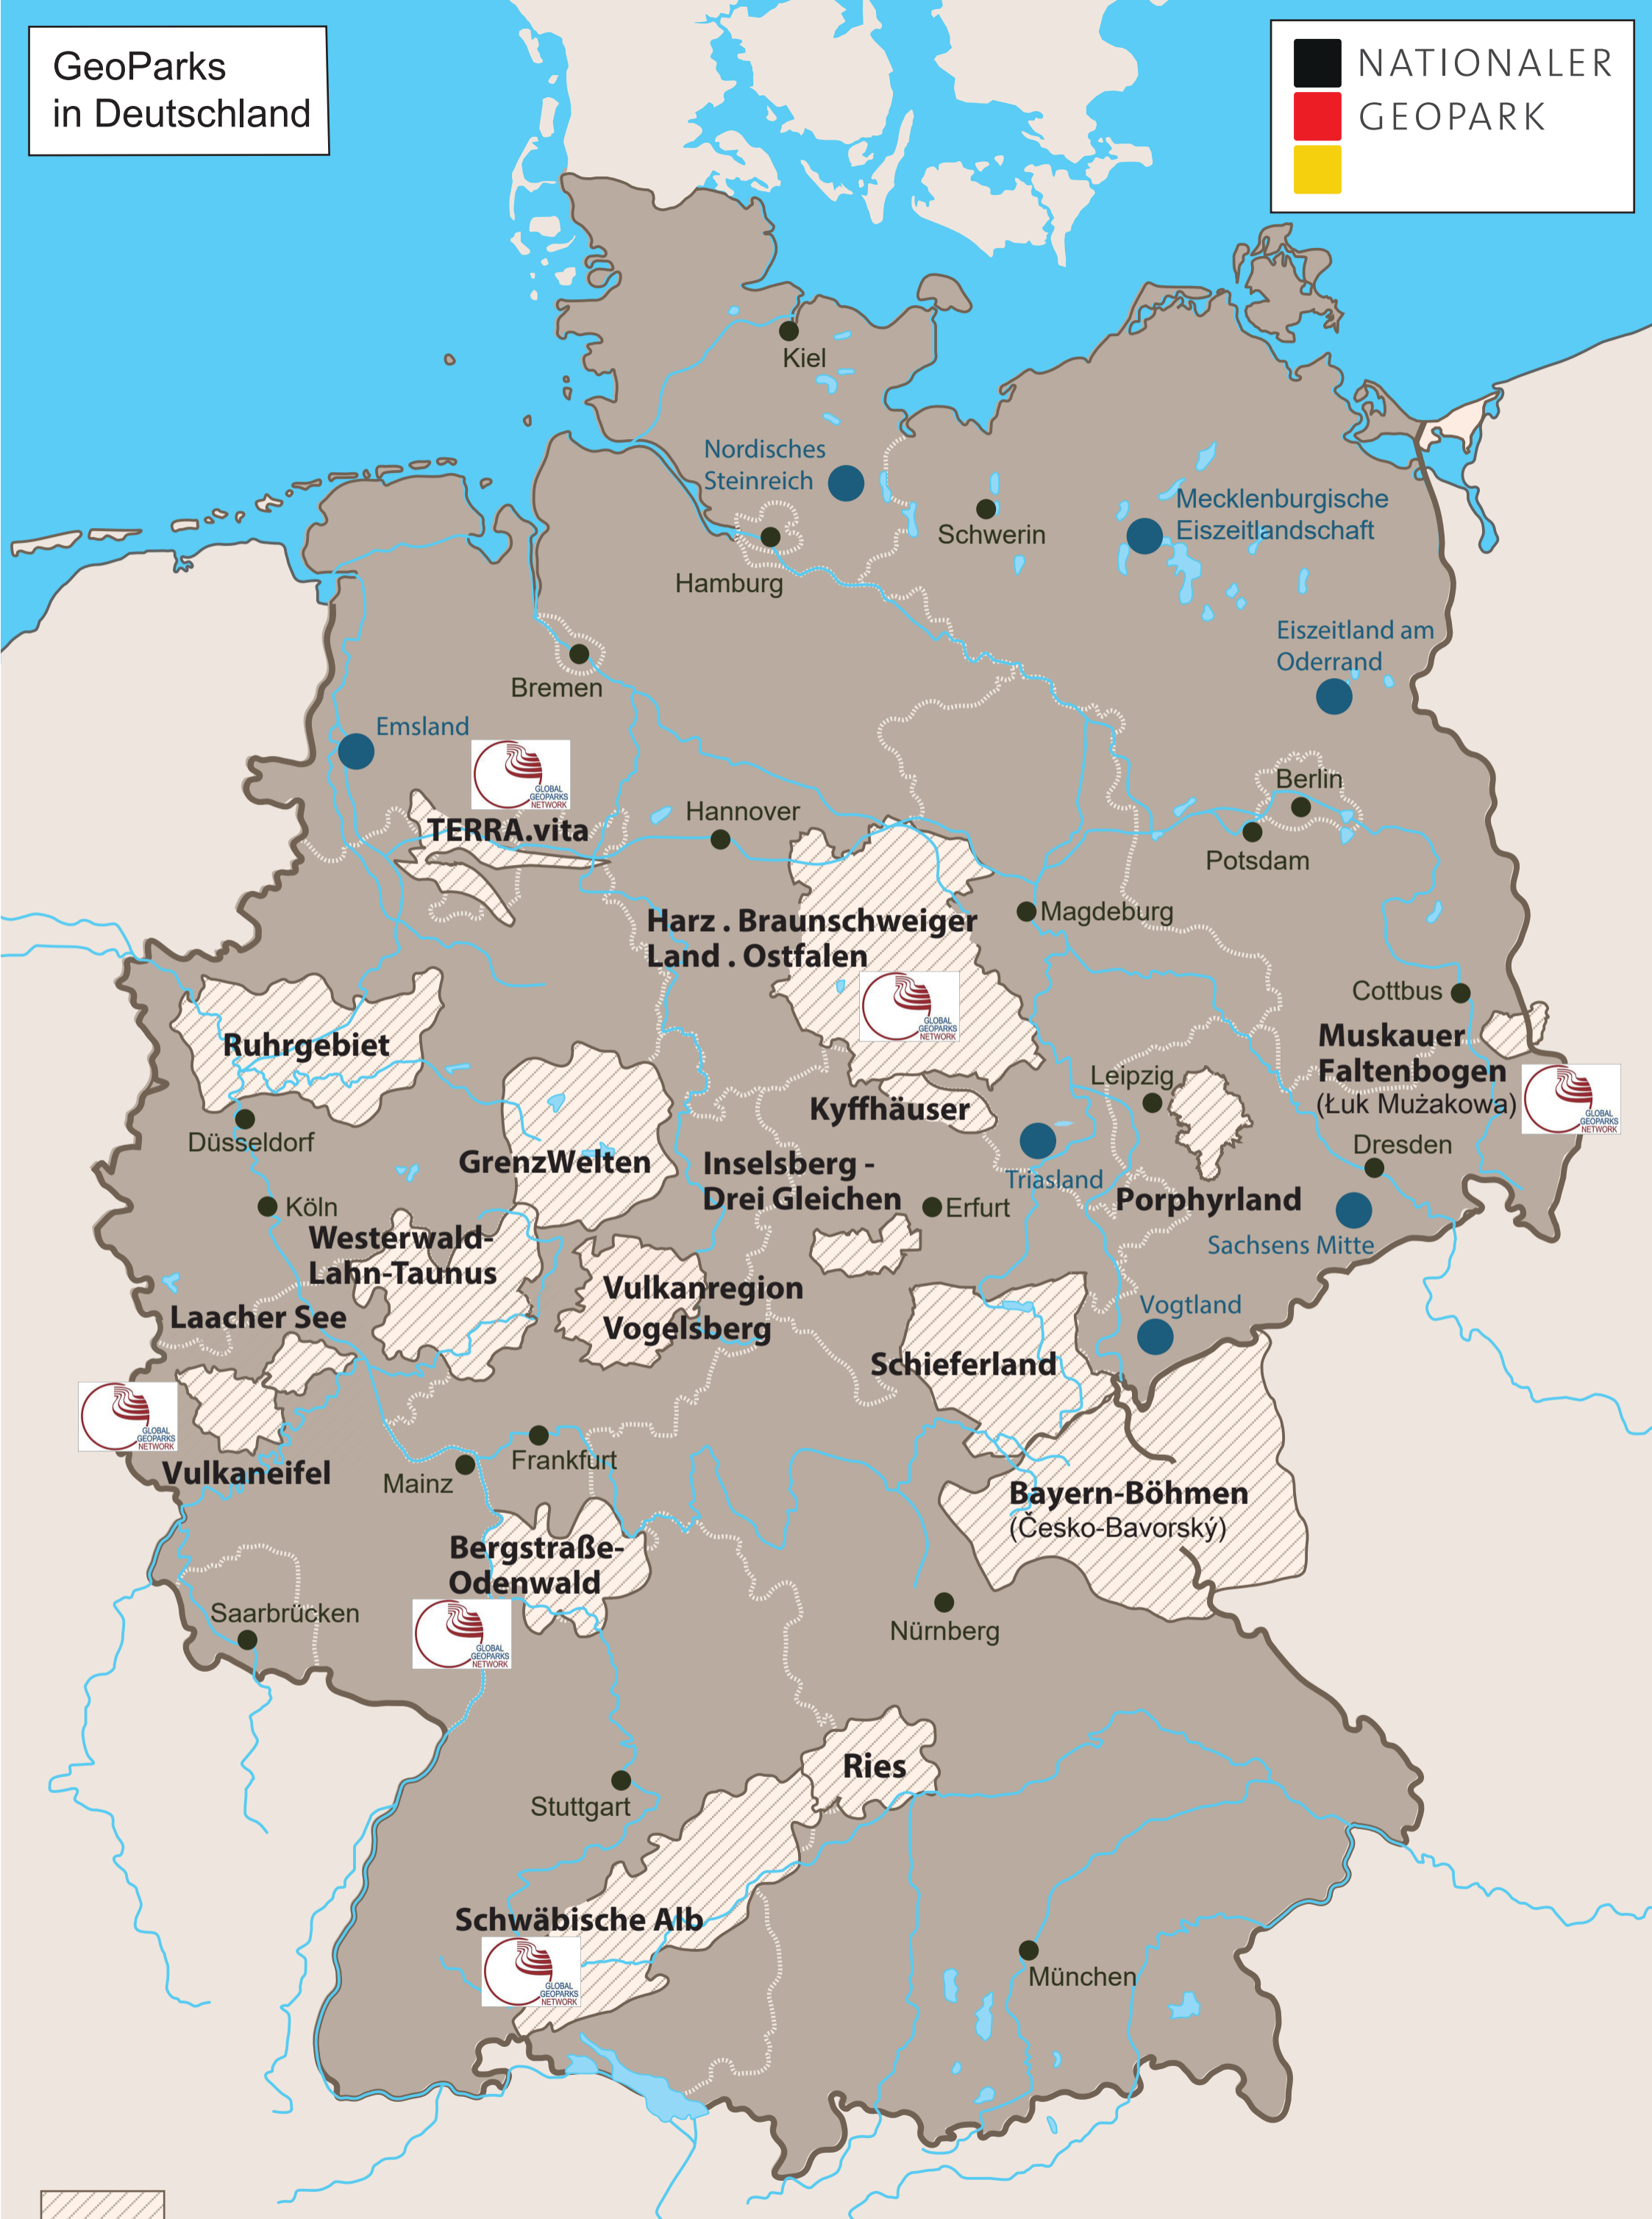 GeoParks
in Deutschland
NATIONALER
GEOPARK
Kiel
Nordisches
Steinreich
Mecklenburgische
Eiszeitlandschaft
Schwerin
Hamburg
Eiszeitland am
Oderrand
Bremen
Emsland
GLOBAL
GEOPARKS
NETWORK
Berlin
Hannover
TERRA.vita
Potsdam
Magdeburg
Harz . Braunschweiger
Land . Ostfalen
GLOBAL
GEOPARKS
NETWORK
Cottbus
Muskauer
Faltenbogen
(Łuk Mużakowa)
GLOBAL
GEOPARKS
NETWORK
Ruhrgebiet
Leipzig
Kyffhäuser
Düsseldorf
Dresden
GrenzWelten
Inselsberg -
Drei Gleichen
Triasland
Porphyrland
Köln
Erfurt
Westerwald-
Lahn-Taunus
Sachsens Mitte
Vulkanregion
Vogelsberg
Laacher See
Vogtland
Schieferland
GLOBAL
GEOPARKS
NETWORK
Vulkaneifel
Frankfurt
Mainz
Bayern-Böhmen
(Česko-Bavorský)
Bergstraße-
Odenwald
Saarbrücken
GLOBAL
GEOPARKS
NETWORK
Nürnberg
Ries
Stuttgart
Schwäbische Alb
GLOBAL
GEOPARKS
NETWORK
München